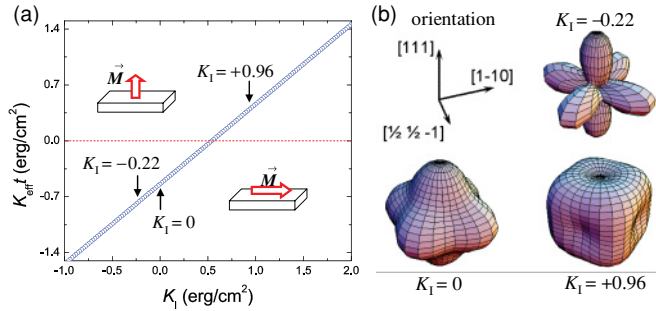 (a)
1.4
0.7
0.0
-0.7
-1.4
K_eff t (erg/cm²)
M⃗
K_I = +0.96
K_I = −0.22
M⃗
K_I = 0
-1.0 -0.5 0.0 0.5 1.0 1.5 2.0
K_I (erg/cm²)
(b)
orientation
K_I = −0.22
[111]
[1-10]
[½ ½ -1]
K_I = 0
K_I = +0.96